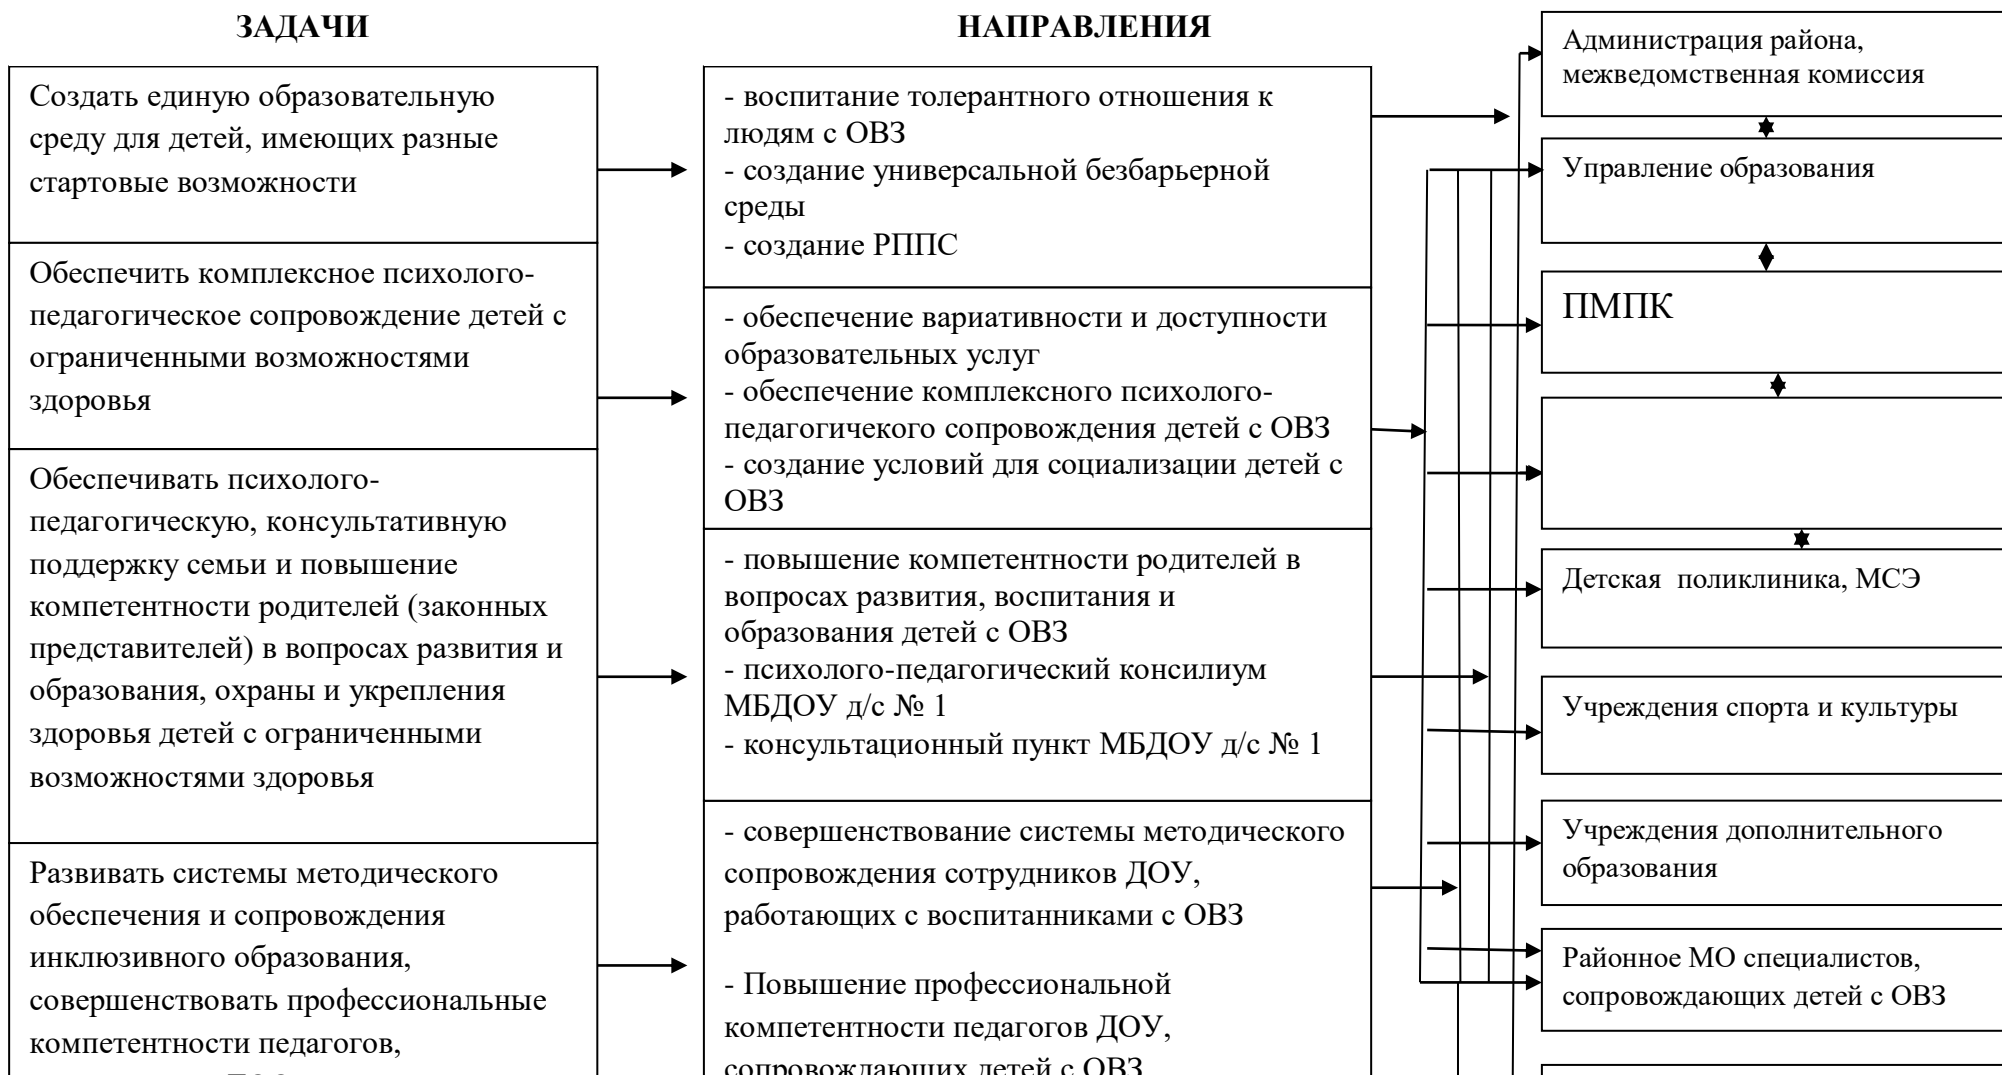 ЗАДАЧИ
Создать единую образовательную
среду для детей, имеющих разные
стартовые возможности
Обеспечить комплексное психолого-
педагогическое сопровождение детей с
ограниченными возможностями
здоровья
Обеспечивать психолого-
педагогическую, консультативную
поддержку семьи и повышение
компетентности родителей (законных
представителей) в вопросах развития и
образования, охраны и укрепления
здоровья детей с ограниченными
возможностями здоровья
Развивать системы методического
обеспечения и сопровождения
инклюзивного образования,
совершенствовать профессиональные
компетентности педагогов,
НАПРАВЛЕНИЯ
- воспитание толерантного отношения к
людям с ОВЗ
- создание универсальной безбарьерной
среды
- создание РППС
- обеспечение вариативности и доступности
образовательных услуг
- обеспечение комплексного психолого-
педагогичекого сопровождения детей с ОВЗ
- создание условий для социализации детей с
ОВЗ
- повышение компетентности родителей в
вопросах развития, воспитания и
образования детей с ОВЗ
- психолого-педагогический консилиум
МБДОУ д/с № 1
- консультационный пункт МБДОУ д/с № 1
- совершенствование системы методического
сопровождения сотрудников ДОУ,
работающих с воспитанниками с ОВЗ
- Повышение профессиональной
компетентности педагогов ДОУ,
сопровождающих детей с ОВЗ
Администрация района,
межведомственная комиссия
Управление образования
ПМПК
Детская поликлиника, МСЭ
Учреждения спорта и культуры
Учреждения дополнительного
образования
Районное МО специалистов,
сопровождающих детей с ОВЗ